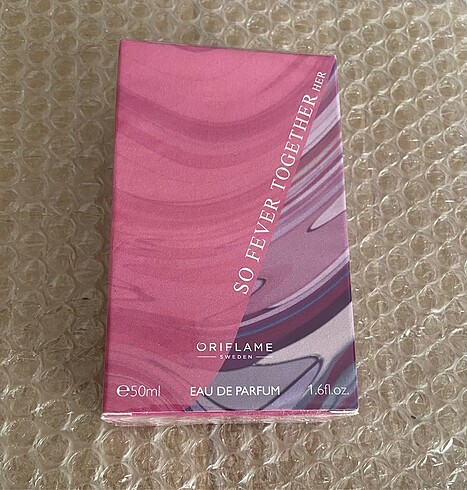 SO FEVER TOGETHER HER
ORIFLAME
SWEDEN
℮50ml EAU DE PARFUM 1.6fl.oz.